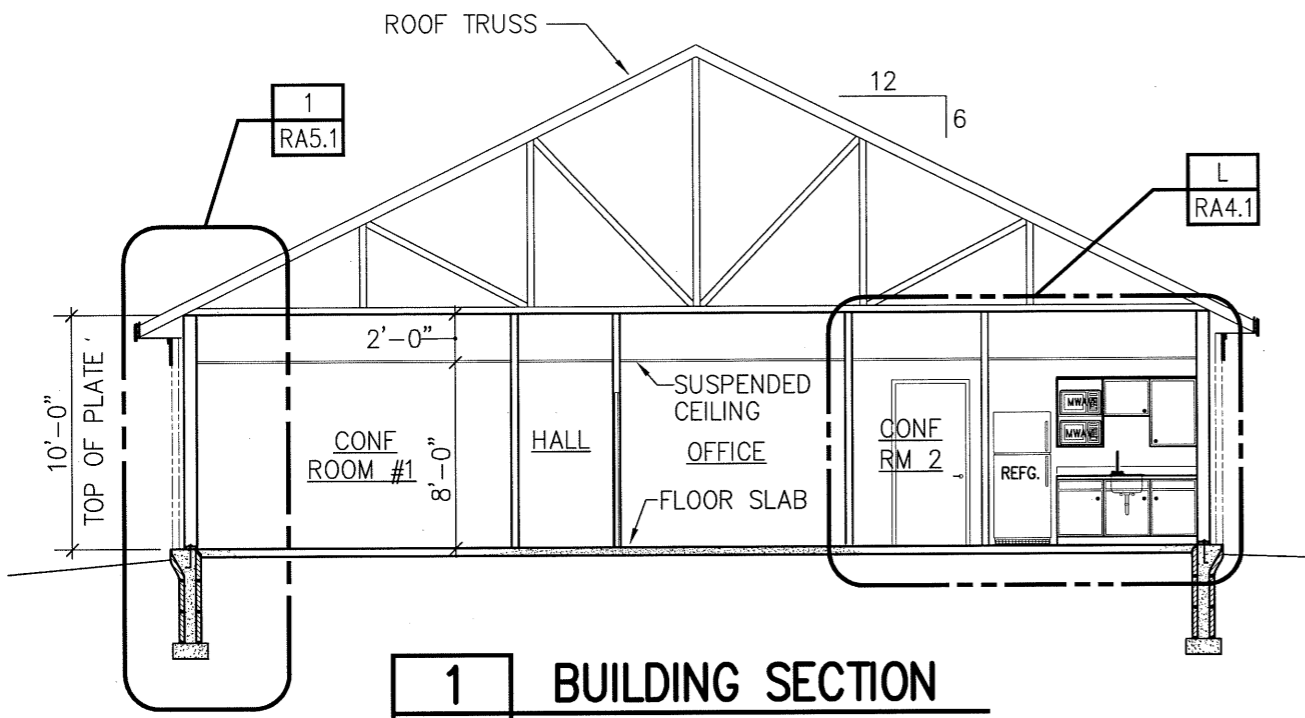 ROOF TRUSS
12
6
1
RA5.1
L
RA4.1
2'-0"
10'-0"
TOP OF PLATE
SUSPENDED
CEILING
CONF
ROOM #1
8'-0"
HALL
OFFICE
CONF
RM 2
MWAVE
MWAVE
REFG.
FLOOR SLAB
1 BUILDING SECTION